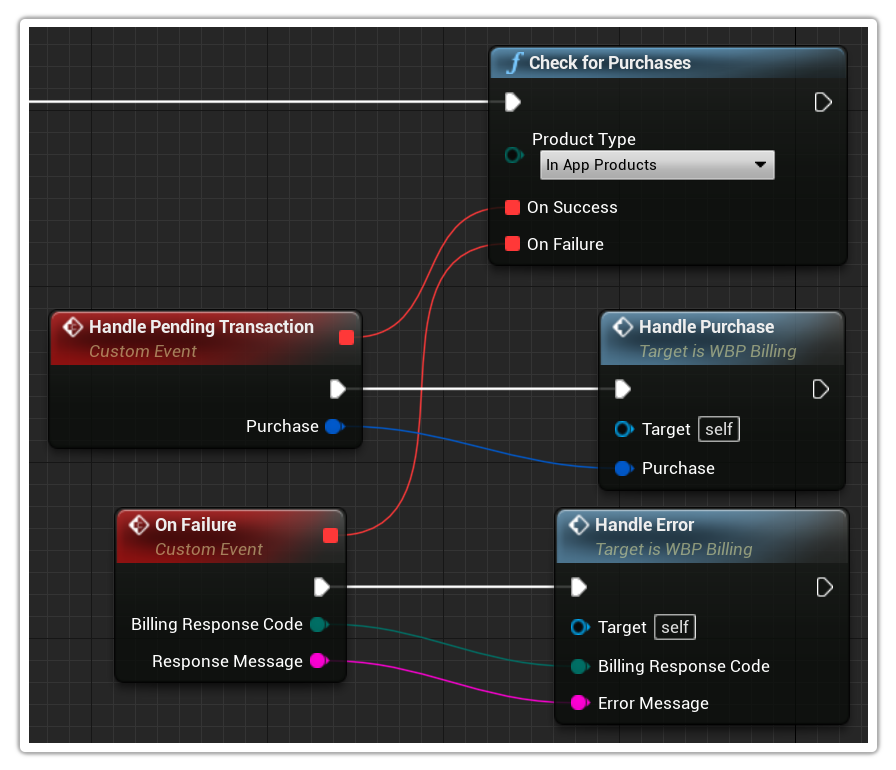 Check for Purchases
Product Type
In App Products
On Success
On Failure
Handle Pending Transaction
Custom Event
Purchase
Handle Purchase
Target is WBP Billing
Target self
Purchase
On Failure
Custom Event
Billing Response Code
Response Message
Handle Error
Target is WBP Billing
Target self
Billing Response Code
Error Message